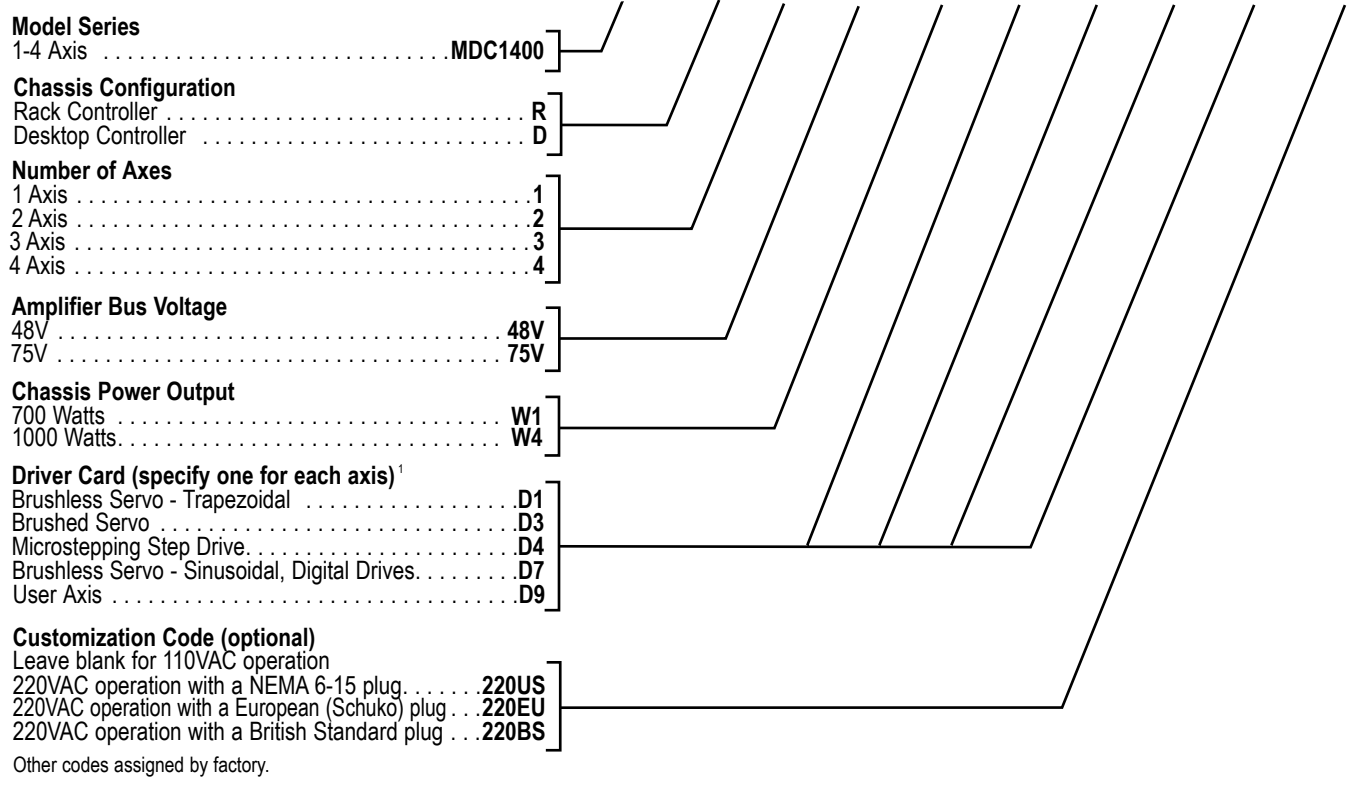 Model Series
1-4 Axis . . . . . . . . . . . . . . . . . . . . . . . . . . . . . MDC1400
Chassis Configuration
Rack Controller . . . . . . . . . . . . . . . . . . . . . . . . . . . . . . R
Desktop Controller . . . . . . . . . . . . . . . . . . . . . . . . . . . D
Number of Axes
1 Axis . . . . . . . . . . . . . . . . . . . . . . . . . . . . . . . . . . . . . .1
2 Axis . . . . . . . . . . . . . . . . . . . . . . . . . . . . . . . . . . . . . .2
3 Axis . . . . . . . . . . . . . . . . . . . . . . . . . . . . . . . . . . . . . . 3
4 Axis . . . . . . . . . . . . . . . . . . . . . . . . . . . . . . . . . . . . . . 4
Amplifier Bus Voltage
48V . . . . . . . . . . . . . . . . . . . . . . . . . . . . . . . . . . . . . 48V
75V . . . . . . . . . . . . . . . . . . . . . . . . . . . . . . . . . . . . . 75V
Chassis Power Output
700 Watts . . . . . . . . . . . . . . . . . . . . . . . . . . . . . . . . W1
1000 Watts. . . . . . . . . . . . . . . . . . . . . . . . . . . . . . . . W4
Driver Card (specify one for each axis) 1
Brushless Servo - Trapezoidal . . . . . . . . . . . . . . . . . .D1
Brushed Servo . . . . . . . . . . . . . . . . . . . . . . . . . . . . . .D3
Microstepping Step Drive. . . . . . . . . . . . . . . . . . . . . . .D4
Brushless Servo - Sinusoidal, Digital Drives. . . . . . . . .D7
User Axis . . . . . . . . . . . . . . . . . . . . . . . . . . . . . . . . . .D9
Customization Code (optional)
Leave blank for 110VAC operation
220VAC operation with a NEMA 6-15 plug. . . . . . .220US
220VAC operation with a European (Schuko) plug . . .220EU
220VAC operation with a British Standard plug . . .220BS
Other codes assigned by factory.